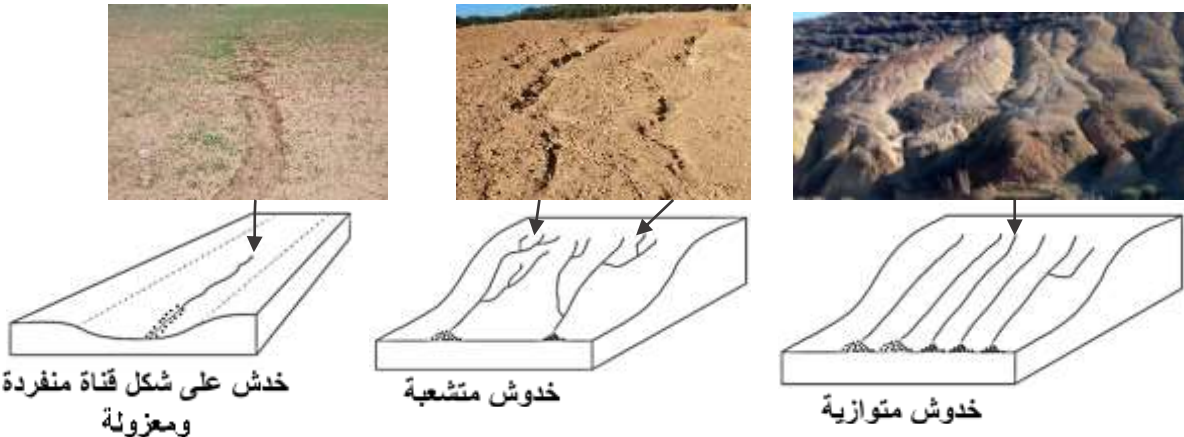 خدش على شكل قناة منفردة
ومعزولة
خدوش متشعبة
خدوش متوازية